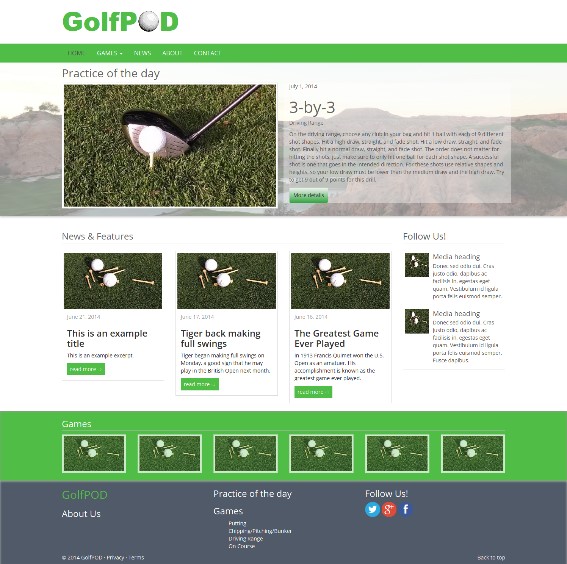 GolfPOD
HOME GAMES NEWS ABOUT CONTACT
Practice of the day
July 1, 2014
3-by-3
Driving Range
On the driving range, choose any club in your bag and hit 1 ball with each of 9 different
shot shapes. Hit a high draw, straight, and fade shot. Hit a low draw, straight, and fade
shot. Finally hit a normal draw, straight, and fade shot. The order does not matter for
hitting the shots, just make sure to only hit one ball for each shot shape. A successful
shot is one that goes in the intended direction. For these shots use relative shapes and
heights, so your low draw must be lower than the medium draw and the high draw. Try
to get 9 out of 9 points for this drill.
More details
News & Features
Follow Us!
June 21, 2014
This is an example
title
This is an example excerpt.
read more
June 17, 2014
Tiger back making
full swings
Tiger began making full swings on
Monday, a good sign that he may
play in the British Open next month.
read more
June 16, 2014
The Greatest Game
Ever Played
In 1913 Francis Quimet won the U.S.
Open as an amatuer. His
accomplishment is known as the
greatest game ever played.
read more
Media heading
Donec sed odio dui. Cras
justo odio, dapibus ac
facilisis in, egestas eget
quam. Vestibulum id ligula
porta felis euismod semper.
Media heading
Donec sed odio dui. Cras
justo odio, dapibus ac
facilisis in, egestas eget
quam. Vestibulum id ligula
porta felis euismod semper.
Fusce dapibus.
Games
GolfPOD
About Us
Practice of the day
Games
Putting
Chipping/Pitching/Bunker
Driving Range
On Course
Follow Us!
© 2014 GolfPOD · Privacy · Terms
Back to top